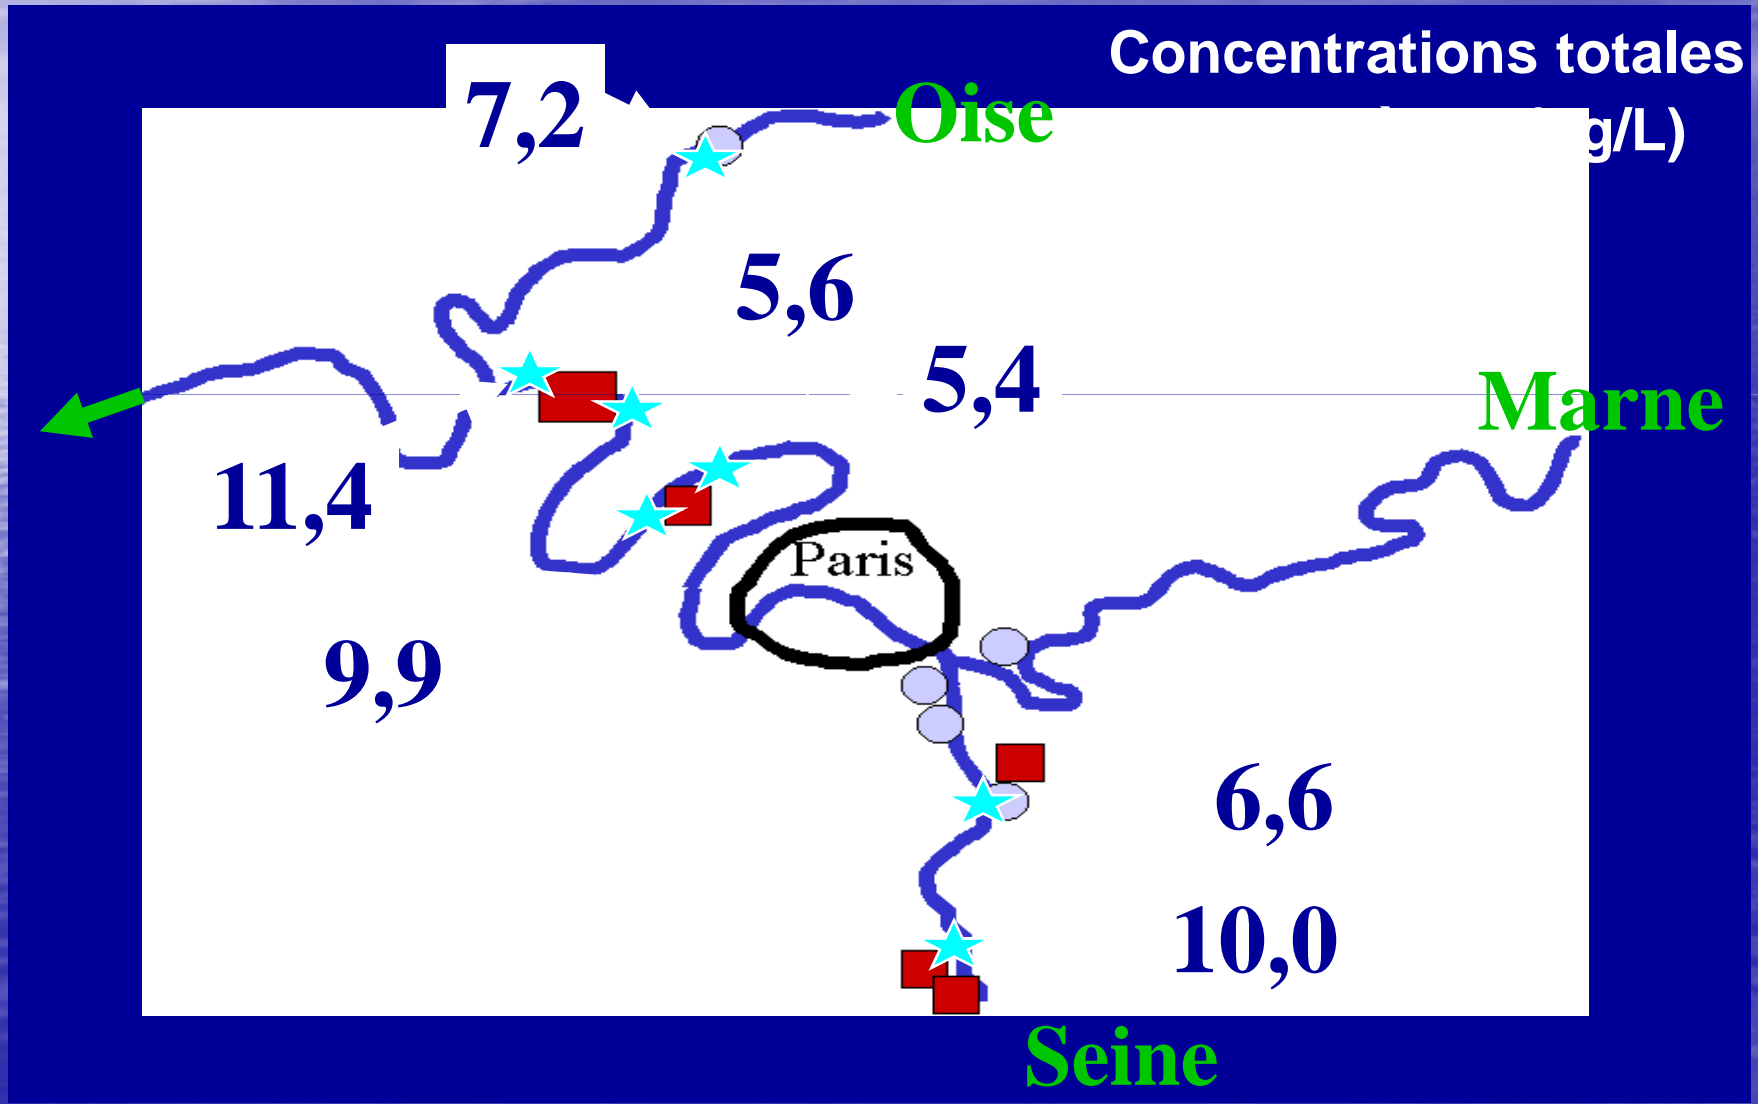 Concentrations totales
g/L)
7,2
Oise
5,6
5,4
Marne
11,4
Paris
9,9
6,6
10,0
Seine